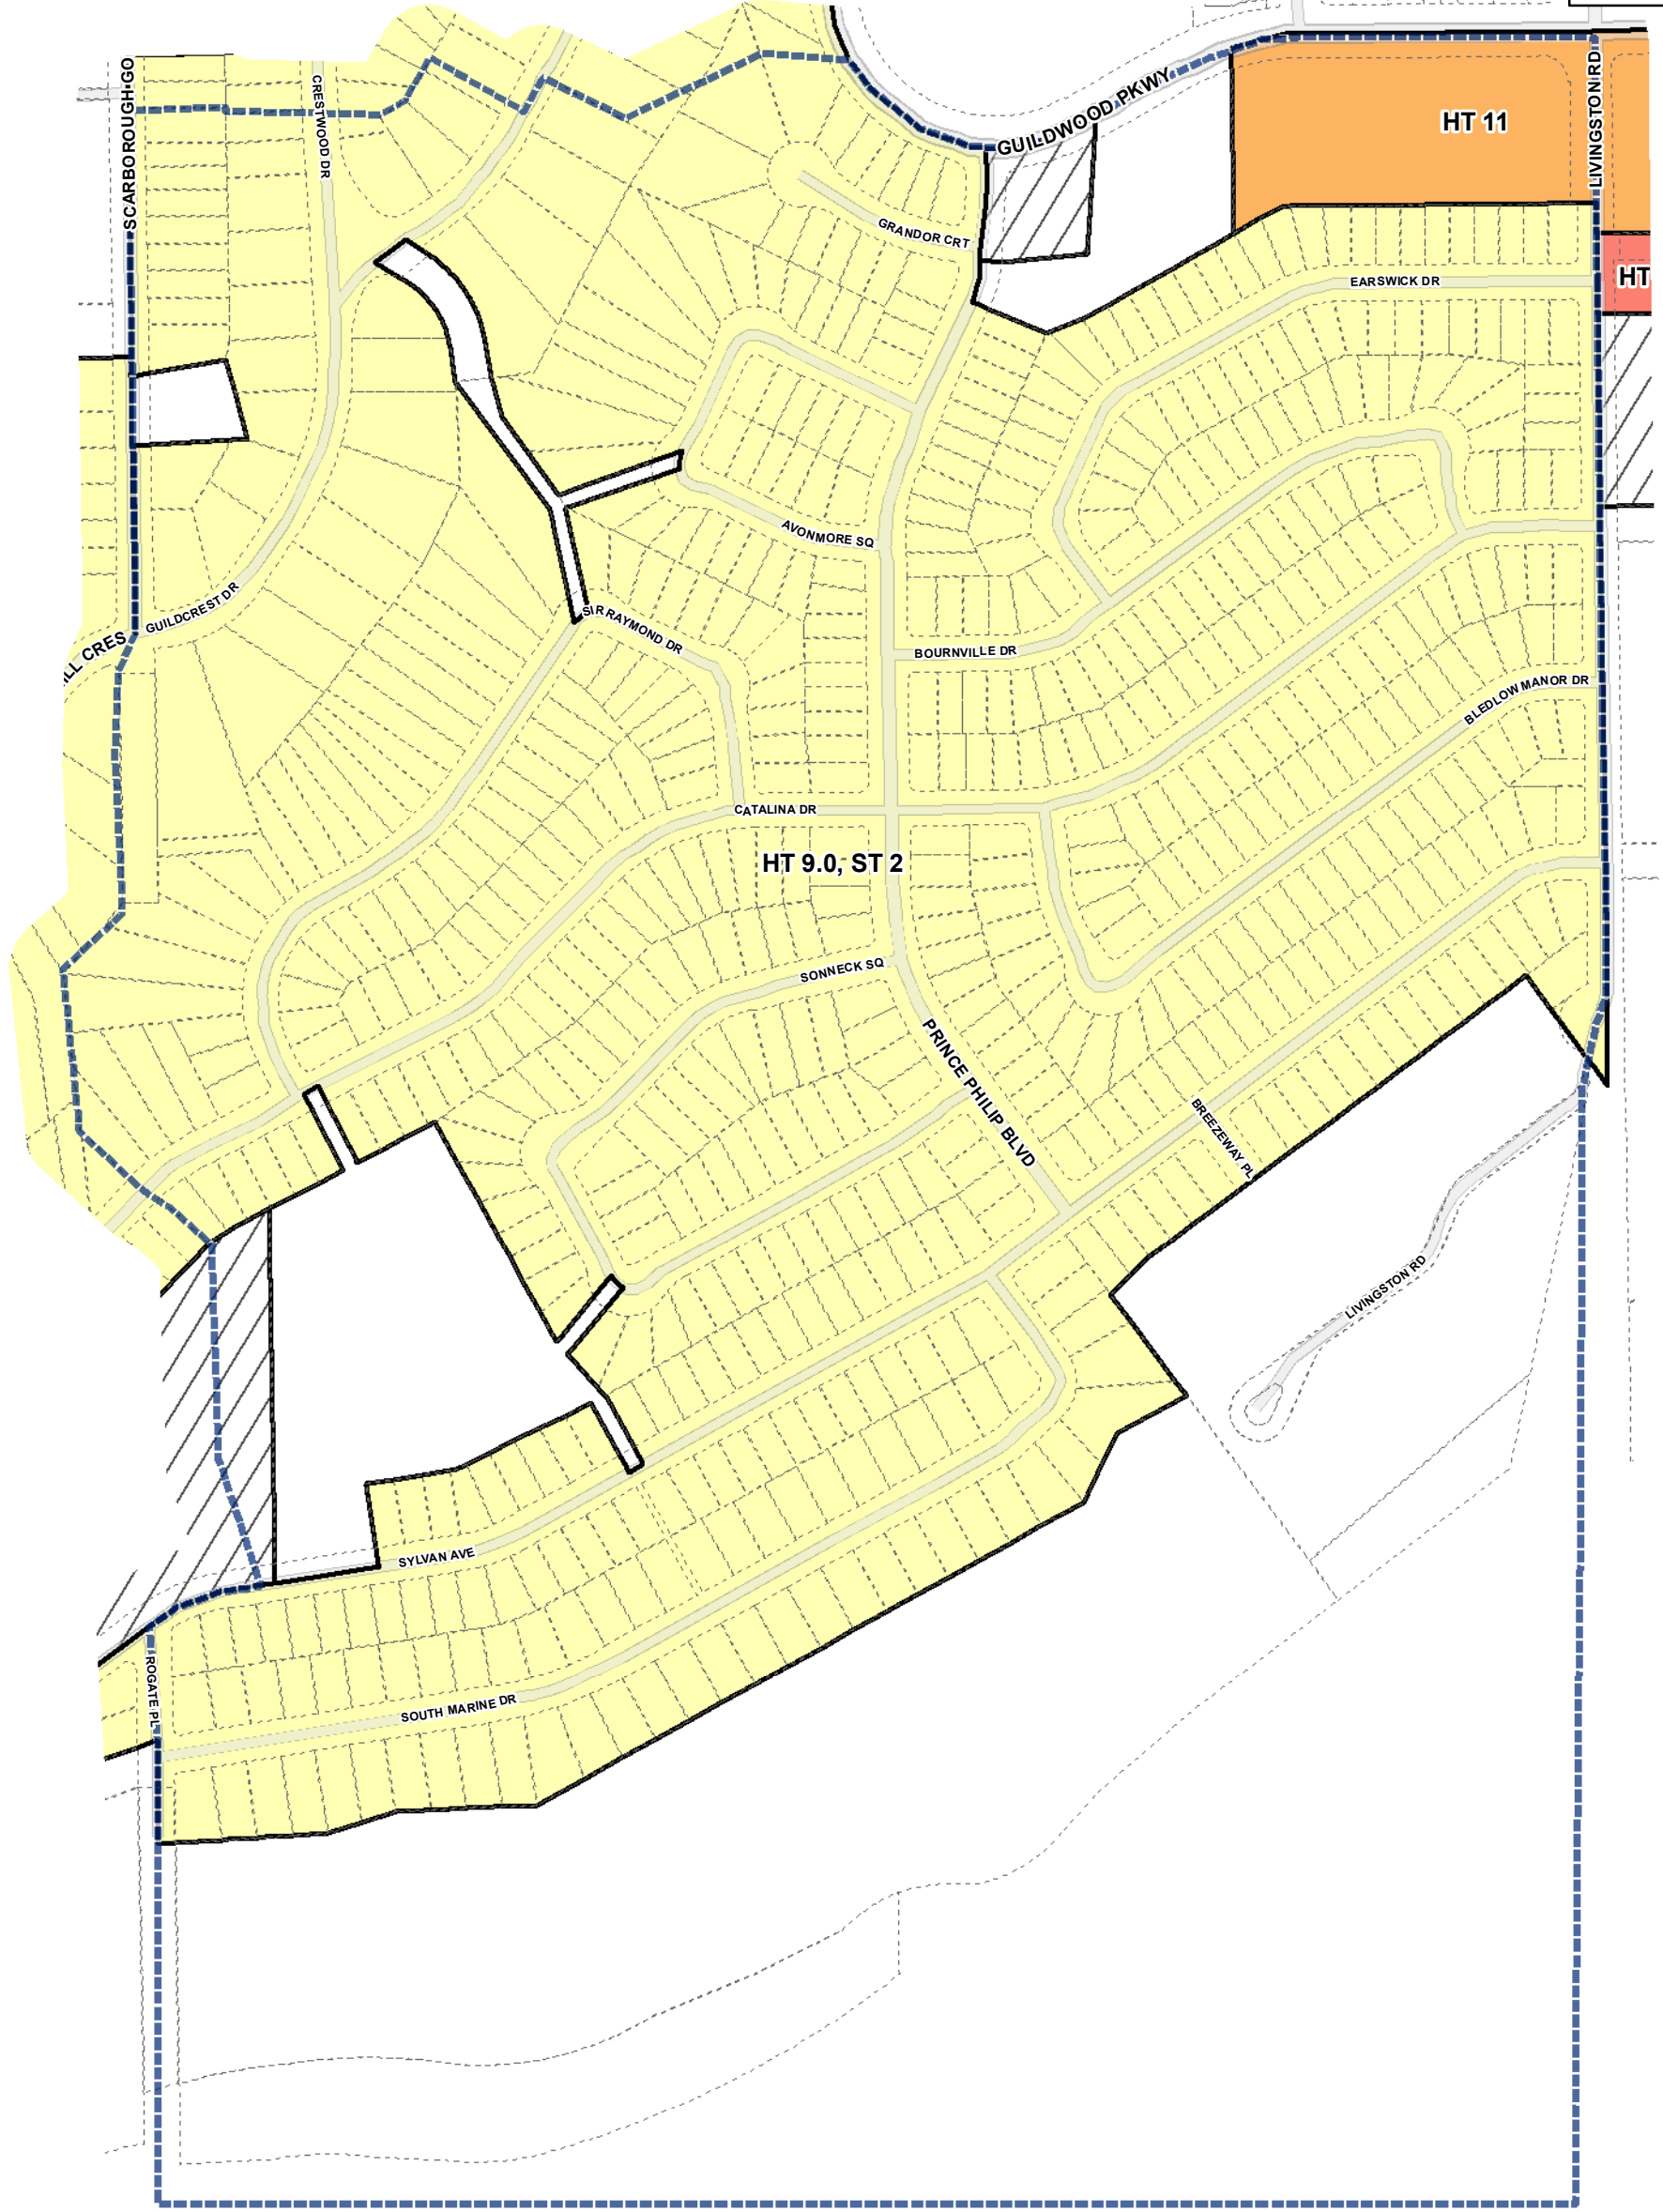 SCARBOROUGH GO
CRESTWOOD DR
GUILDWOOD PKWY
LIVINGSTON RD
HT 11
GRANDOR CRT
HT
EARSWICK DR
AVONMORE SQ
GUILDCREST DR
LL CRES
SIR RAYMOND DR
BOURNVILLE DR
BLEDLOW MANOR DR
CATALINA DR
HT 9.0, ST 2
SONNECK SQ
PRINCE PHILIP BLVD
BREEZEWAY PL
LIVINGSTON RD
SYLVAN AVE
ROGATE PL
SOUTH MARINE DR